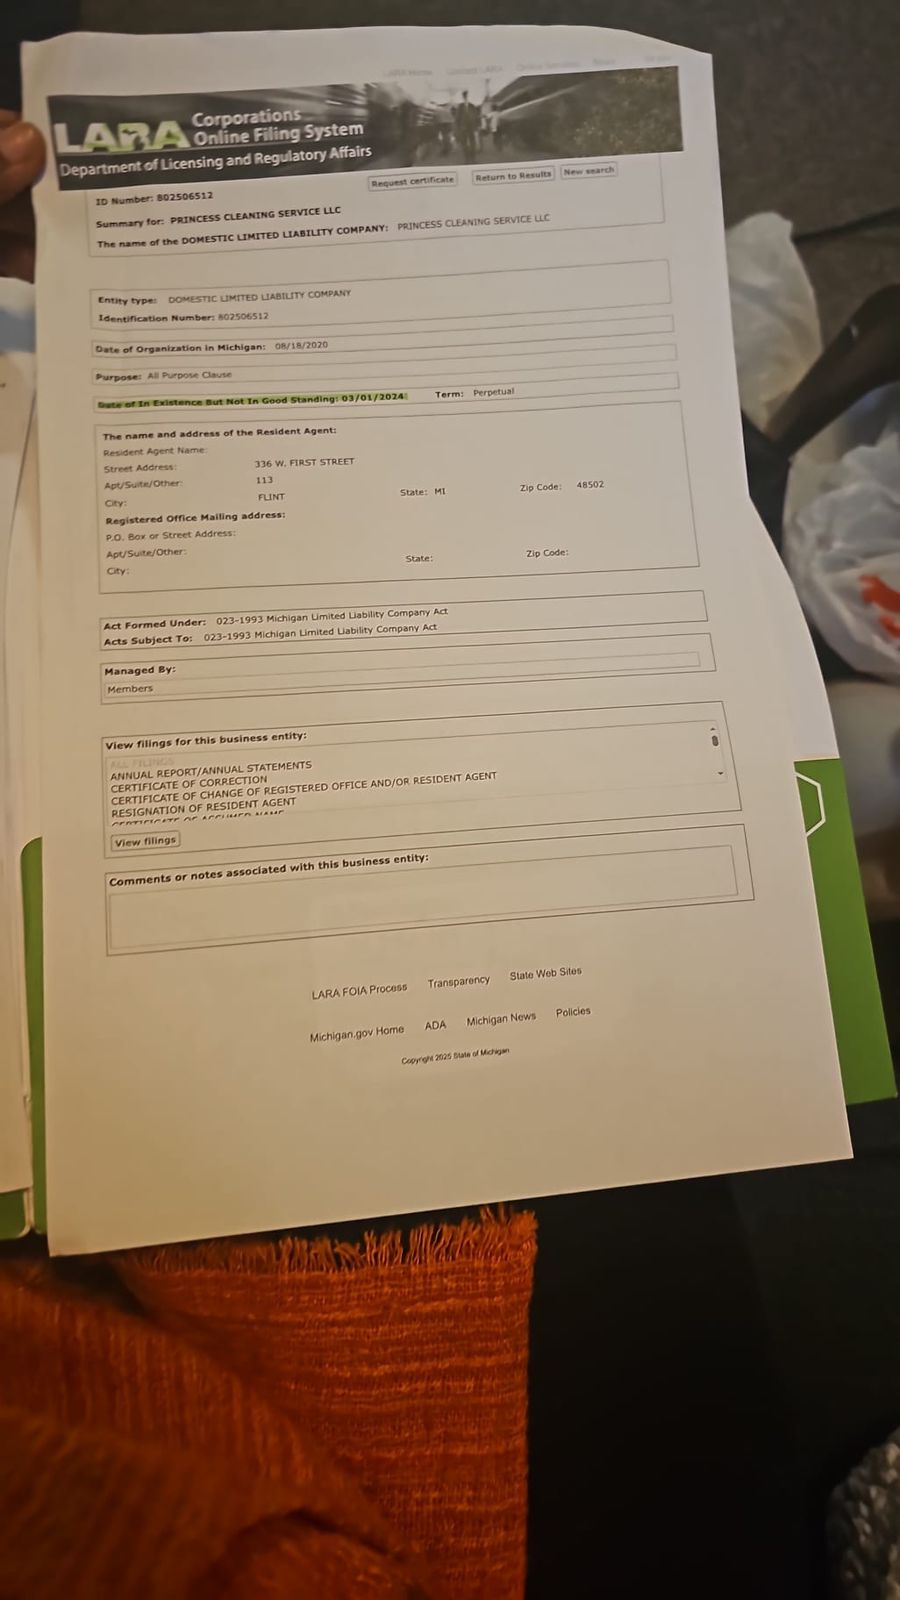 LARA Home Contact LARA Online Services News
LARA Corporations
Online Filing System
Department of Licensing and Regulatory Affairs
Request certificate Return to Results New search
ID Number: 802506512
Summary for: PRINCESS CLEANING SERVICE LLC
The name of the DOMESTIC LIMITED LIABILITY COMPANY: PRINCESS CLEANING SERVICE LLC
Entity type: DOMESTIC LIMITED LIABILITY COMPANY
Identification Number: 802506512
Date of Organization in Michigan: 08/18/2020
Purpose: All Purpose Clause
Date of In Existence But Not In Good Standing: 03/01/2024 Term: Perpetual
The name and address of the Resident Agent:
Resident Agent Name:
Street Address: 336 W. FIRST STREET
Apt/Suite/Other: 113
City: FLINT State: MI Zip Code: 48502
Registered Office Mailing address:
P.O. Box or Street Address:
Apt/Suite/Other:
City: State: Zip Code:
Act Formed Under: 023-1993 Michigan Limited Liability Company Act
Acts Subject To: 023-1993 Michigan Limited Liability Company Act
Managed By:
Members
View filings for this business entity:
ALL FILINGS
ANNUAL REPORT/ANNUAL STATEMENTS
CERTIFICATE OF CORRECTION
CERTIFICATE OF CHANGE OF REGISTERED OFFICE AND/OR RESIDENT AGENT
RESIGNATION OF RESIDENT AGENT
CERTIFICATE OF ASSUMED NAME
View filings
Comments or notes associated with this business entity:
LARA FOIA Process Transparency State Web Sites
Michigan.gov Home ADA Michigan News Policies
Copyright 2025 State of Michigan